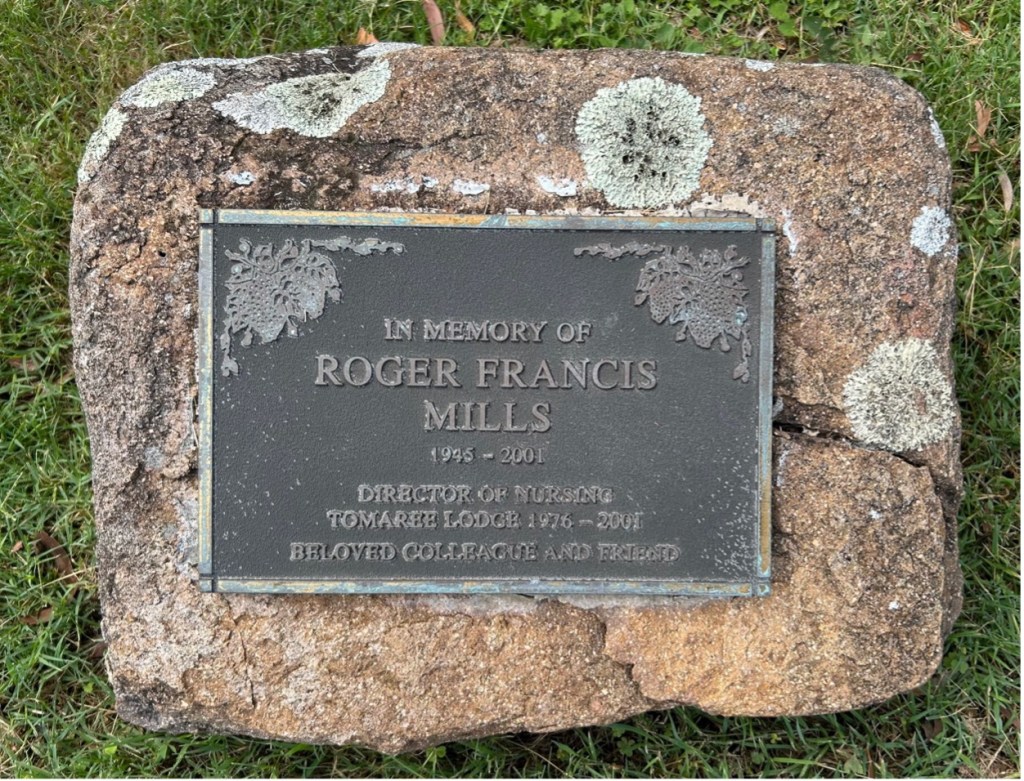 IN MEMORY OF
ROGER FRANCIS
MILLS
1945 - 2001
DIRECTOR OF NURSING
TOMAREE LODGE 1976 - 2001
BELOVED COLLEAGUE AND FRIEND